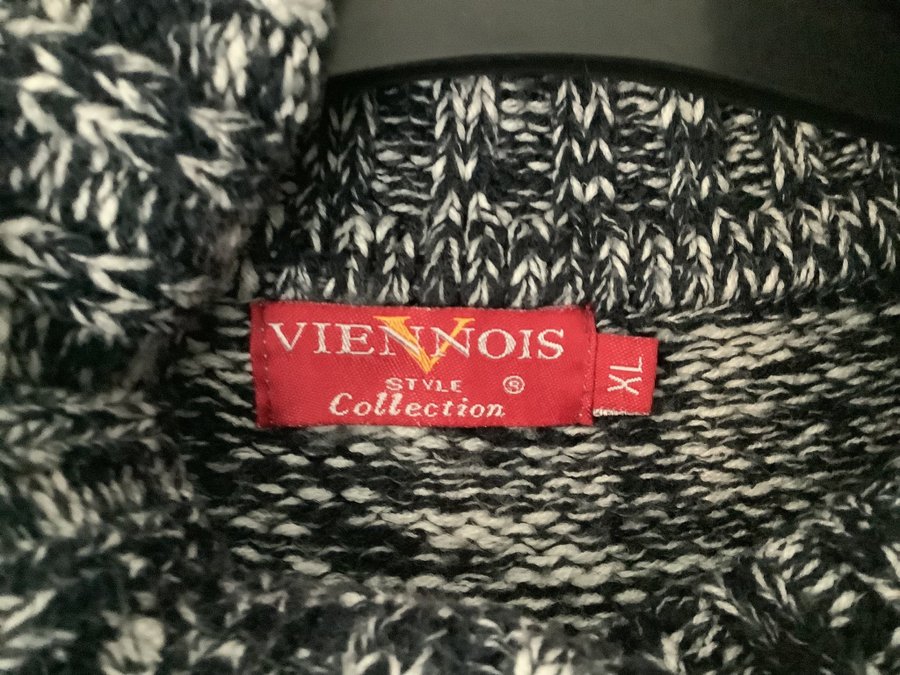 VIENNOIS
V
STYLE ®
Collection
XL